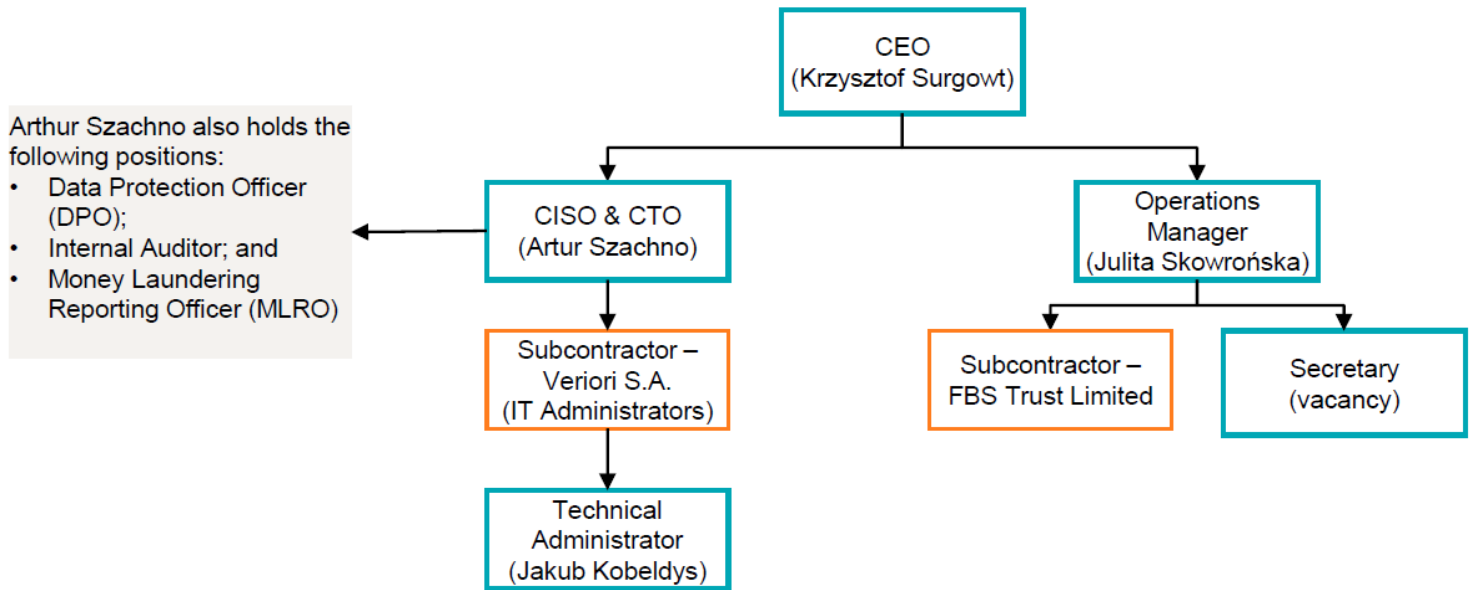 CEO
(Krzysztof Surgowt)
Arthur Szachno also holds the
following positions:
• Data Protection Officer
(DPO);
• Internal Auditor; and
• Money Laundering
Reporting Officer (MLRO)
CISO & CTO
(Artur Szachno)
Operations
Manager
(Julita Skowrońska)
Subcontractor –
Veriori S.A.
(IT Administrators)
Subcontractor –
FBS Trust Limited
Secretary
(vacancy)
Technical
Administrator
(Jakub Kobeldys)